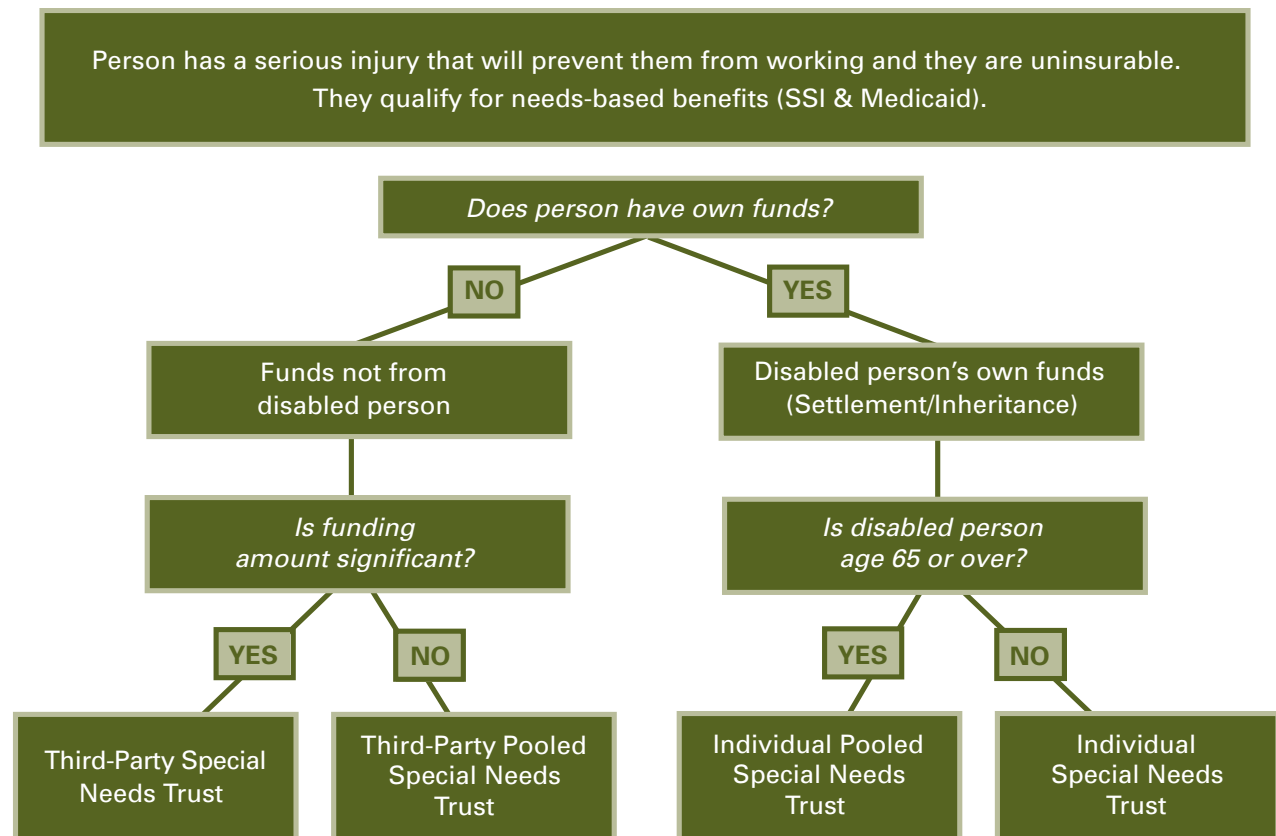 Person has a serious injury that will prevent them from working and they are uninsurable.
They qualify for needs-based benefits (SSI & Medicaid).
Does person have own funds?
NO
YES
Funds not from
disabled person
Disabled person’s own funds
(Settlement/Inheritance)
Is funding
amount significant?
Is disabled person
age 65 or over?
YES
NO
YES
NO
Third-Party Special
Needs Trust
Third-Party Pooled
Special Needs
Trust
Individual Pooled
Special Needs
Trust
Individual
Special Needs
Trust